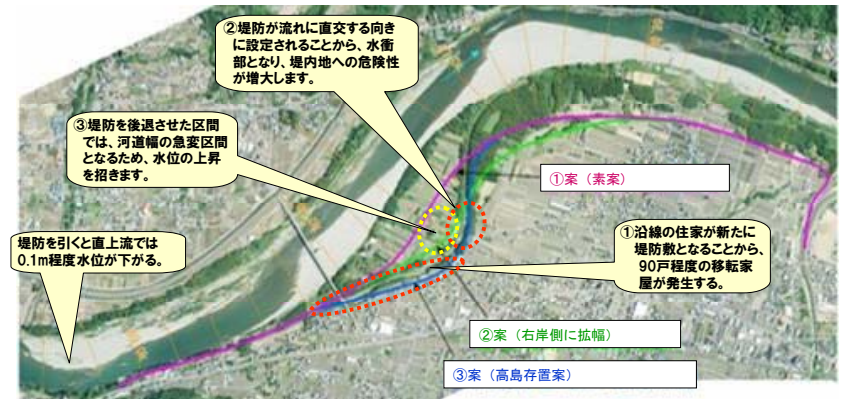 ②堤防が流れに直交する向き
に設定されることから、水衝
部となり、堤内地への危険性
が増大します。
③堤防を後退させた区間
では、河道幅の急変区間
となるため、水位の上昇
を招きます。
①案（素案）
堤防を引くと直上流では
0.1m程度水位が下がる。
①沿線の住家が新たに
堤防敷となることから、
90戸程度の移転家
屋が発生する。
②案（右岸側に拡幅）
③案（高島存置案）